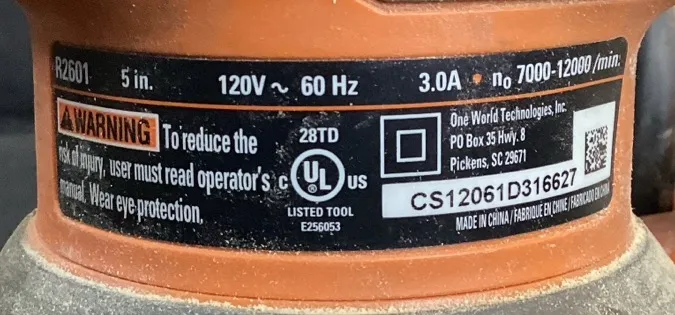 R2601 5 in. 120V ~ 60 Hz 3.0A • n₀ 7000-12000 /min.
WARNING To reduce the
risk of injury, user must read operator's
manual. Wear eye protection.
28TD
C UL US
LISTED TOOL
E256053
One World Technologies, Inc.
PO Box 35 Hwy. 8
Pickens, SC 29671
CS12061D316627
MADE IN CHINA / FABRIQUÉ EN CHINE / FABRICADO EN CHINA